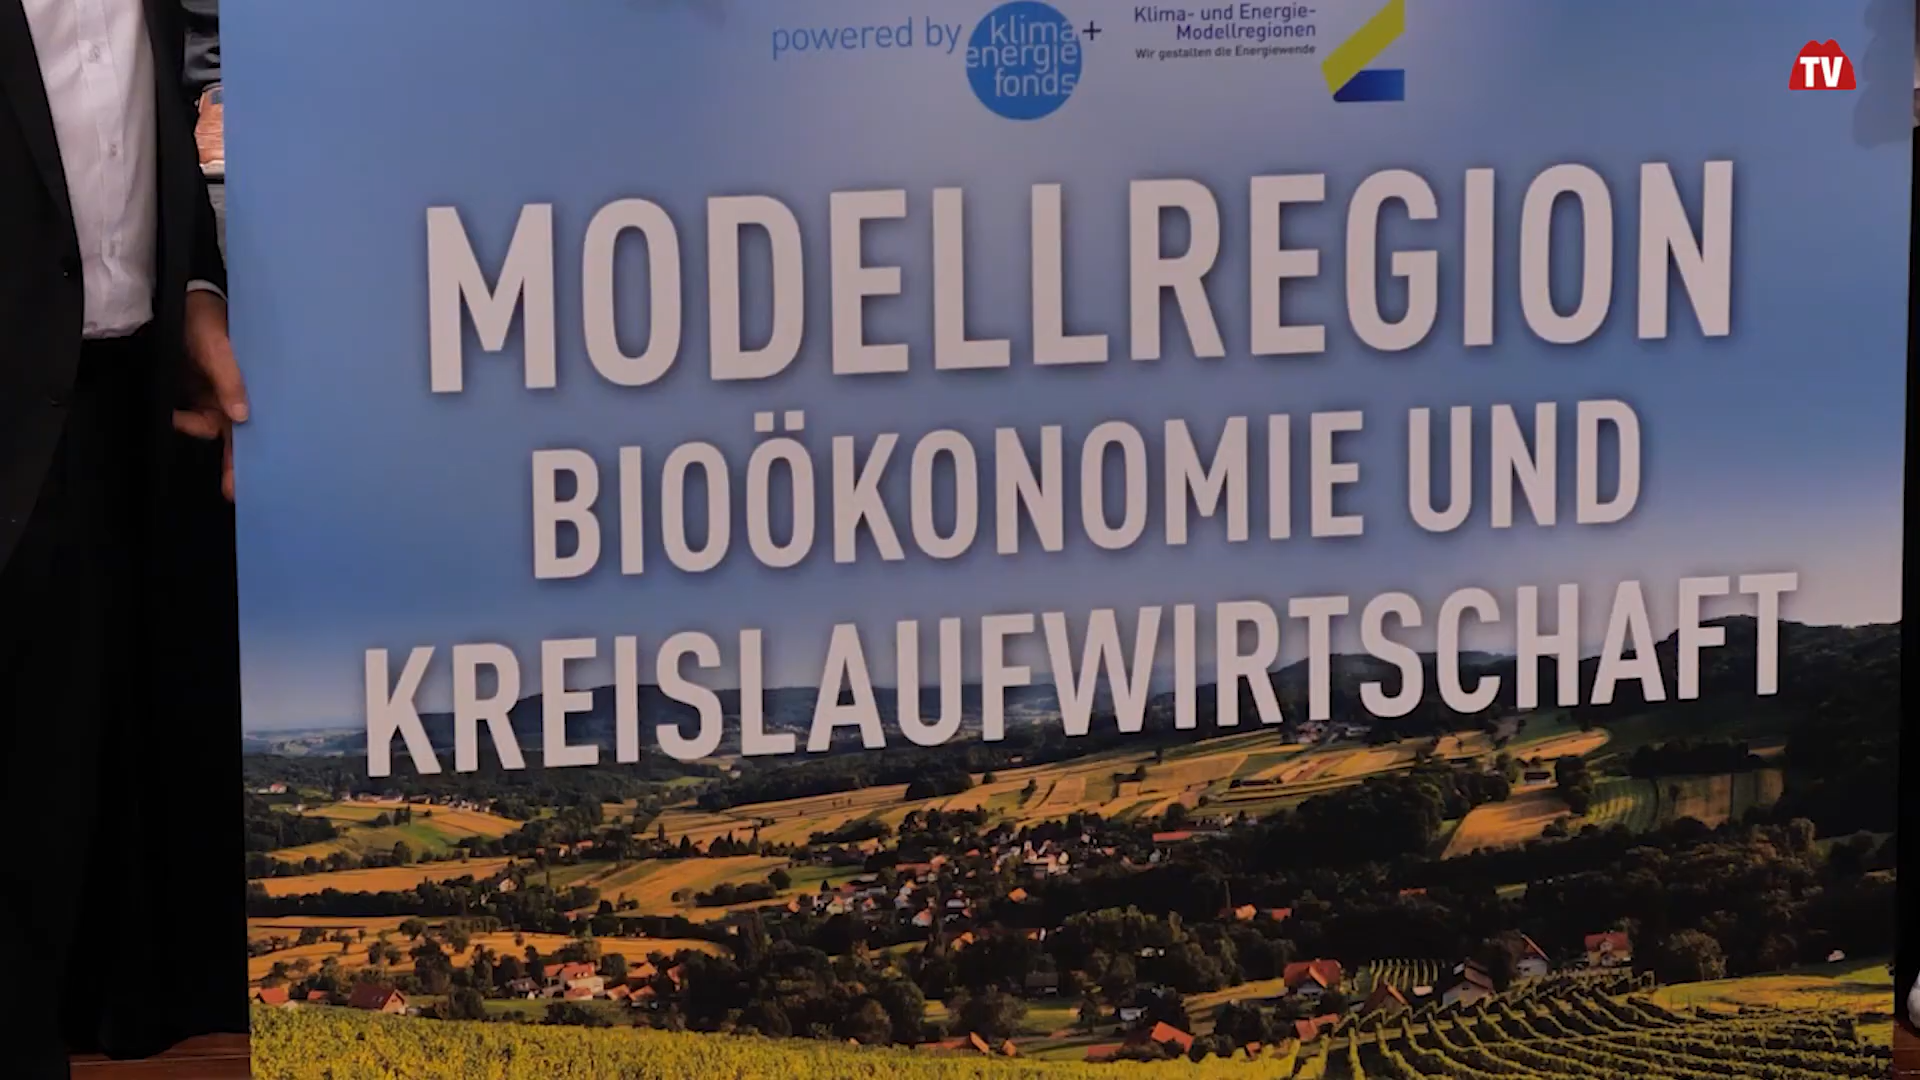 powered by
klima+
energie
fonds
Klima- und Energie-
Modellregionen
Wir gestalten die Energiewende
TV
MODELLREGION
BIOÖKONOMIE UND
KREISLAUFWIRTSCHAFT